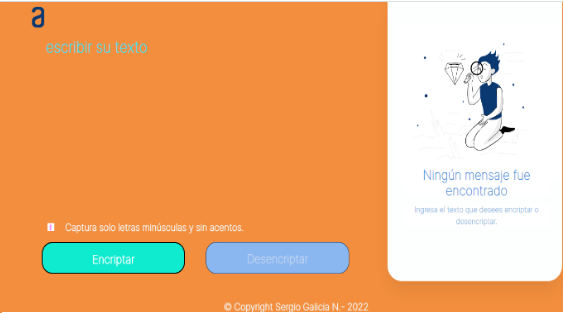 a
escribir su texto
Captura solo letras minúsculas y sin acentos.
Encriptar
Desencriptar
Ningún mensaje fue
encontrado
Ingresa el texto que desees encriptar o
desencriptar.
© Copyright Sergio Galicia N.- 2022